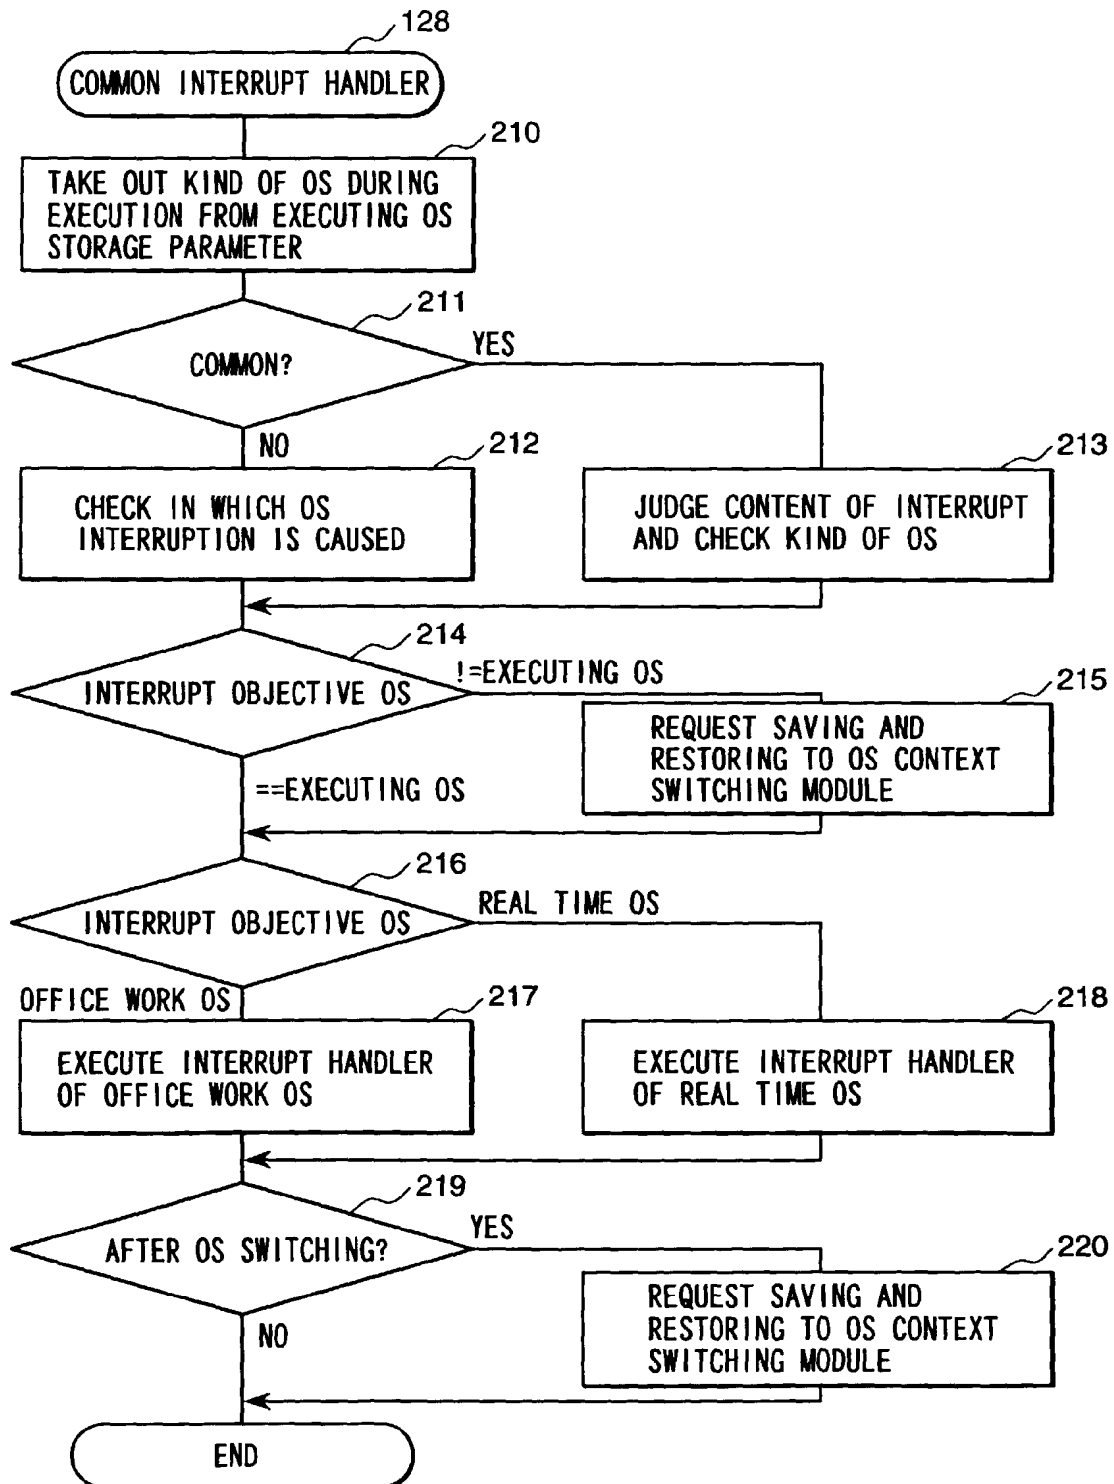 128
COMMON INTERRUPT HANDLER
210
TAKE OUT KIND OF OS DURING
EXECUTION FROM EXECUTING OS
STORAGE PARAMETER
211
COMMON?
YES
NO
212
CHECK IN WHICH OS
INTERRUPTION IS CAUSED
213
JUDGE CONTENT OF INTERRUPT
AND CHECK KIND OF OS
214
INTERRUPT OBJECTIVE OS
!=EXECUTING OS
215
REQUEST SAVING AND
RESTORING TO OS CONTEXT
SWITCHING MODULE
==EXECUTING OS
216
INTERRUPT OBJECTIVE OS
REAL TIME OS
OFFICE WORK OS
217
EXECUTE INTERRUPT HANDLER
OF OFFICE WORK OS
218
EXECUTE INTERRUPT HANDLER
OF REAL TIME OS
219
AFTER OS SWITCHING?
YES
220
REQUEST SAVING AND
RESTORING TO OS CONTEXT
SWITCHING MODULE
NO
END